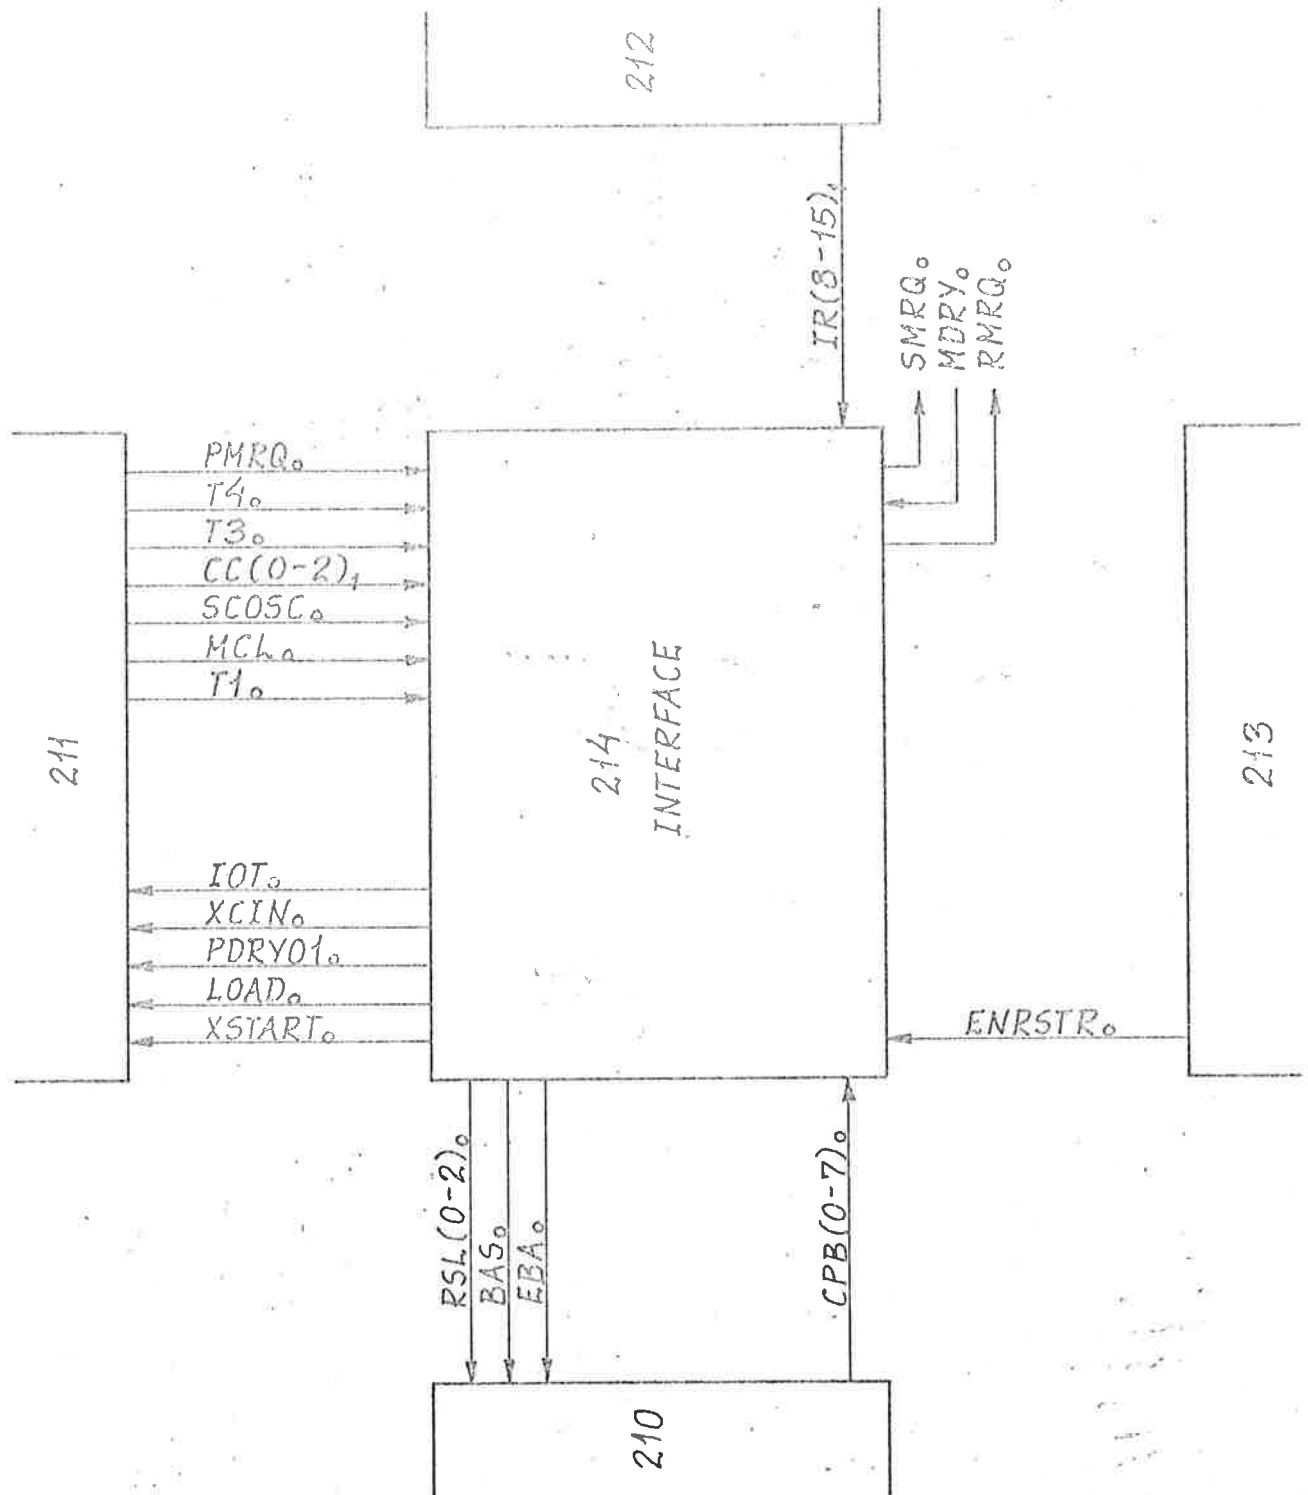 212
IR(8-15)₁
SMRQ₀
MDRY₀
RMRQ₀
PMRQ₀
T4₀
T3₀
CC(0-2)₁
SCOSC₀
MCL₀
T1₀
211
214
INTERFACE
213
IOT₀
XCIN₀
PDRY01₀
LOAD₀
XSTART₀
ENRSTR₀
RSL(0-2)₀
BAS₀
EBA₀
CPB(0-7)₀
210